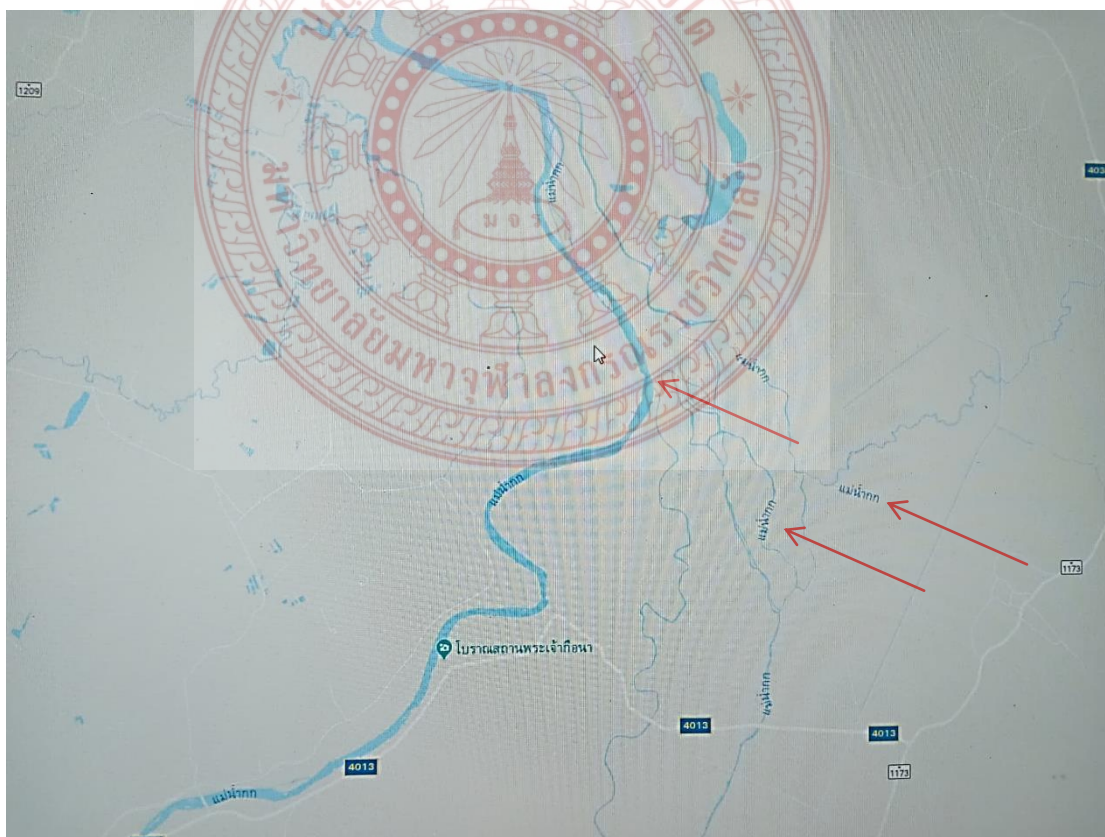 1209
403
แม่น้ำกก
มหาวิทยาลัยมหาจุฬาลงกรณราชวิทยาลัย
ม จ ร
แม่น้ำกก
แม่น้ำกก
แม่น้ำกก
แม่น้ำกก
1173
โบราณสถานพระเจ้ากือนา
แม่น้ำกก
4013
4013
4013
1173
แม่น้ำกก